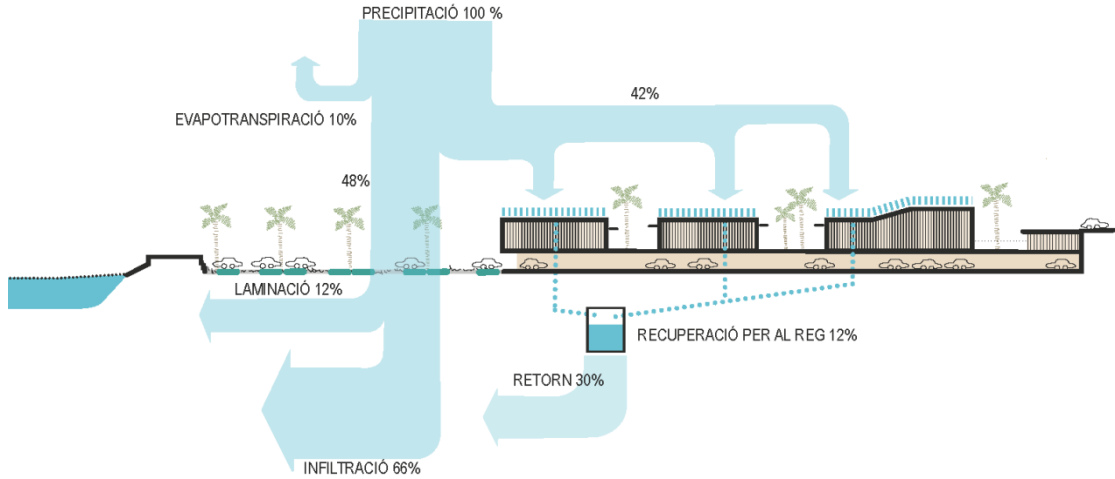 PRECIPITACIÓ 100 %
42%
EVAPOTRANSPIRACIÓ 10%
48%
LAMINACIÓ 12%
RECUPERACIÓ PER AL REG 12%
RETORN 30%
INFILTRACIÓ 66%